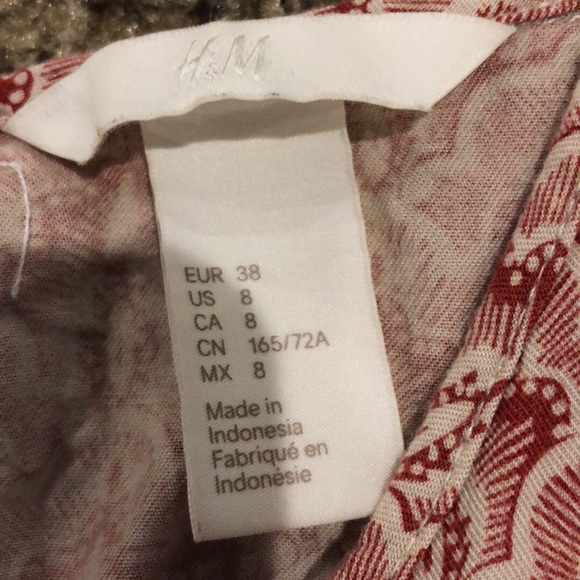 H&M
EUR 38
US 8
CA 8
CN 165/72A
MX 8
Made in
Indonesia
Fabriqué en
Indonésie